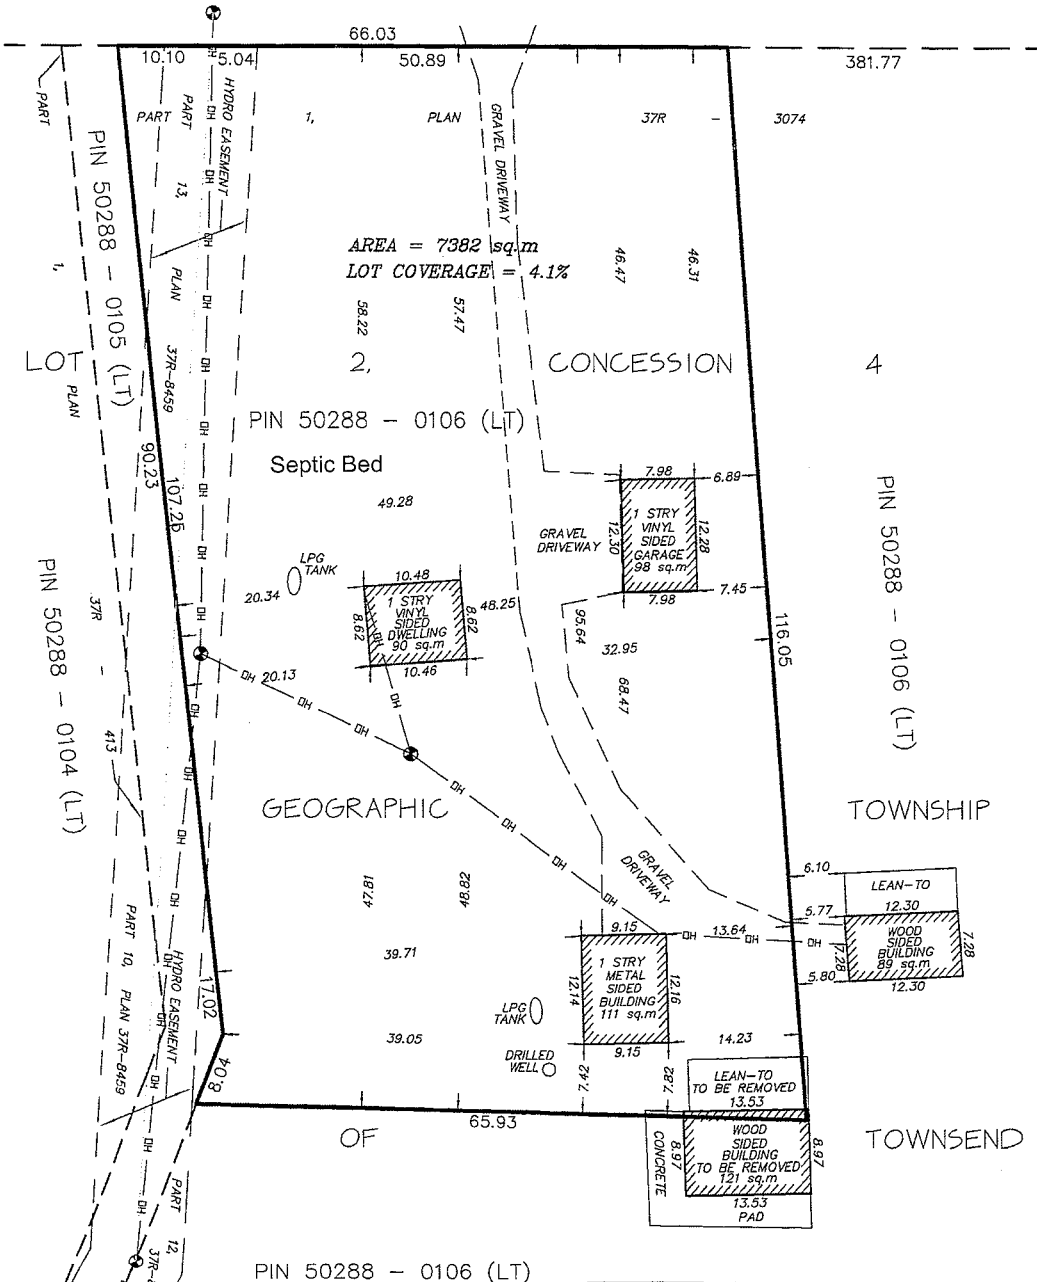 66.03
10.10
5.04
50.89
381.77
PART
PART
PART
13,
HYDRO EASEMENT
1,
PLAN
37R
-
3074
GRAVEL DRIVEWAY
PIN 50288 - 0105 (LT)
1,
PLAN
AREA = 7382 sq.m
LOT COVERAGE = 4.1%
46.47
46.31
58.22
57.47
PLAN
37R-8459
LOT
2,
CONCESSION
4
PIN 50288 - 0106 (LT)
Septic Bed
90.23
107.25
49.28
7.98
6.89
1 STRY
VINYL
SIDED
GARAGE
98 sq.m
12.30
12.28
7.98
7.45
GRAVEL
DRIVEWAY
PIN 50288 - 0106 (LT)
PIN 50288 - 0104 (LT)
37R
-
413
LPG
TANK
20.34
10.48
1 STRY
VINYL
SIDED
DWELLING
90 sq.m
8.62
8.62
10.46
48.25
95.64
32.95
68.47
116.05
20.13
OH
GEOGRAPHIC
TOWNSHIP
GRAVEL
DRIVEWAY
6.10
LEAN-TO
12.30
5.77
WOOD
SIDED
BUILDING
89 sq.m
7.28
7.28
5.80
12.30
47.81
48.82
9.15
13.64
OH
OH
OH
39.71
1 STRY
METAL
SIDED
BUILDING
111 sq.m
12.14
12.16
9.15
LPG
TANK
DRILLED
WELL
39.05
14.23
PART 10, PLAN 37R-8459
HYDRO EASEMENT
17.02
8.04
7.42
7.82
LEAN-TO
TO BE REMOVED
13.53
65.93
WOOD
SIDED
BUILDING
TO BE REMOVED
121 sq.m
8.97
8.97
13.53
CONCRETE
PAD
OF
TOWNSEND
PART
12,
37R-
PIN 50288 - 0106 (LT)